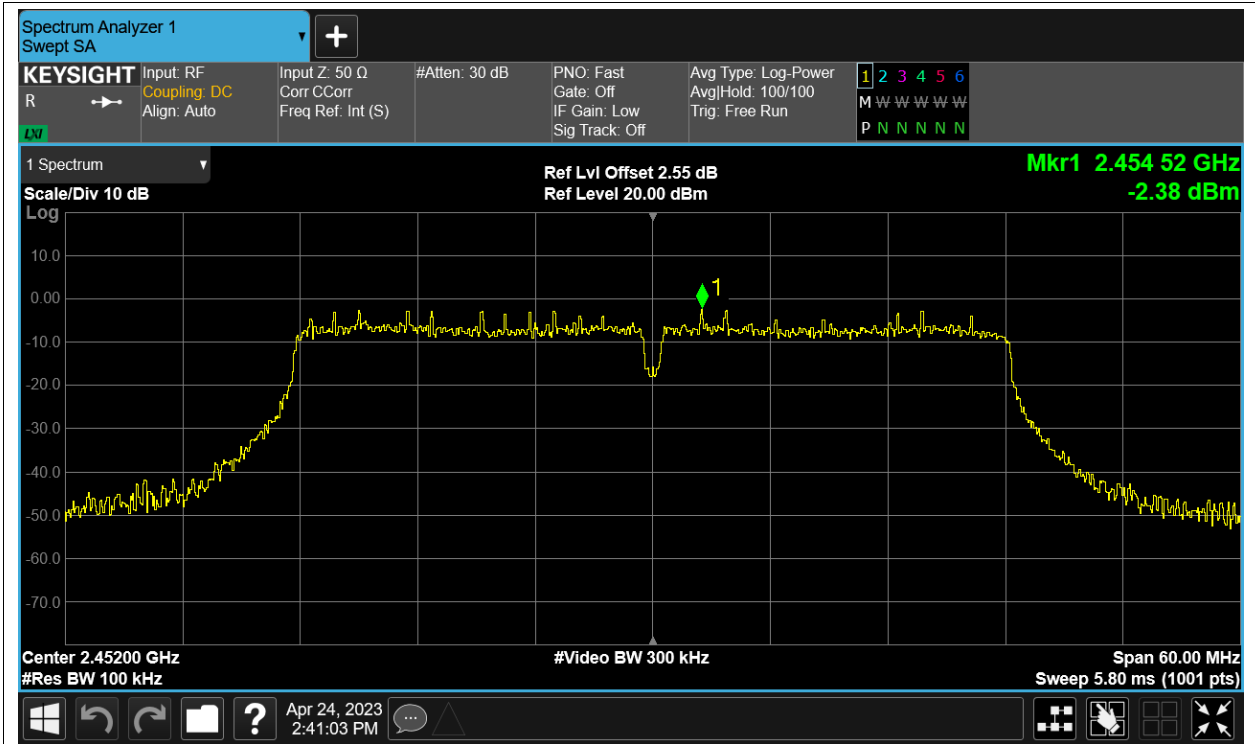 Spectrum Analyzer 1
Swept SA
+
KEYSIGHT
R
LXI
Input: RF
Coupling: DC
Align: Auto
Input Z: 50 Ω
Corr CCorr
Freq Ref: Int (S)
#Atten: 30 dB
PNO: Fast
Gate: Off
IF Gain: Low
Sig Track: Off
Avg Type: Log-Power
Avg|Hold: 100/100
Trig: Free Run
1 2 3 4 5 6
M W W W W W
P N N N N N
1 Spectrum
Scale/Div 10 dB
Log
Ref Lvl Offset 2.55 dB
Ref Level 20.00 dBm
Mkr1 2.454 52 GHz
-2.38 dBm
10.0
0.00
-10.0
-20.0
-30.0
-40.0
-50.0
-60.0
-70.0
1
Center 2.45200 GHz
#Res BW 100 kHz
#Video BW 300 kHz
Span 60.00 MHz
Sweep 5.80 ms (1001 pts)
?
Apr 24, 2023
2:41:03 PM